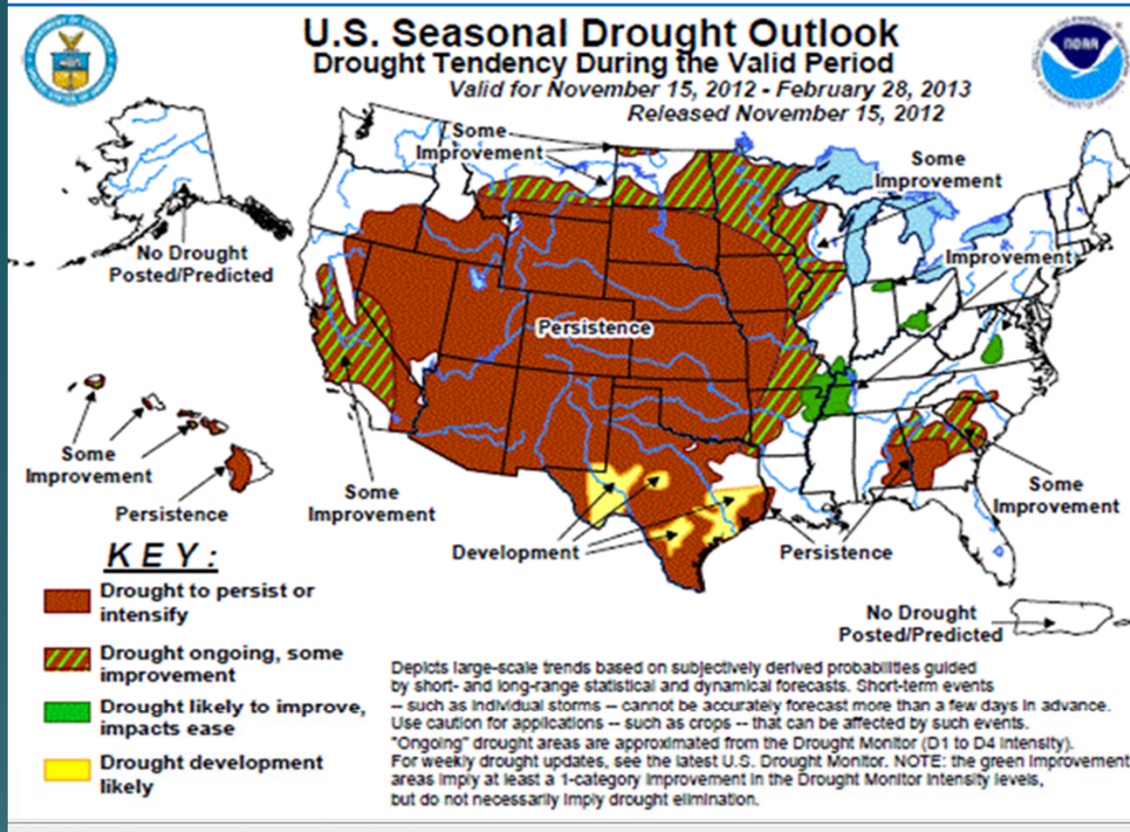 U.S. Seasonal Drought Outlook
Drought Tendency During the Valid Period
Valid for November 15, 2012 - February 28, 2013
Released November 15, 2012
NOAA
Some
Improvement
Some
Improvement
Improvement
No Drought
Posted/Predicted
Persistence
Some
Improvement
Persistence
Some
Improvement
Development
Persistence
Some
Improvement
No Drought
Posted/Predicted
KEY:
Drought to persist or
intensify
Drought ongoing, some
improvement
Drought likely to improve,
impacts ease
Drought development
likely
Depicts large-scale trends based on subjectively derived probabilities guided
by short- and long-range statistical and dynamical forecasts. Short-term events
-- such as individual storms -- cannot be accurately forecast more than a few days in advance.
Use caution for applications -- such as crops -- that can be affected by such events.
"Ongoing" drought areas are approximated from the Drought Monitor (D1 to D4 intensity).
For weekly drought updates, see the latest U.S. Drought Monitor. NOTE: the green improvement
areas imply at least a 1-category improvement in the Drought Monitor intensity levels,
but do not necessarily imply drought elimination.